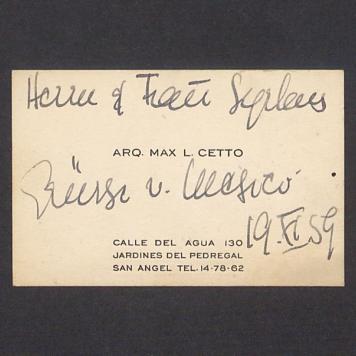 Herrn & Frau
ARQ. MAX L. CETTO
Grüsse v. Mexico
CALLE DEL AGUA 130
JARDINES DEL PEDREGAL
SAN ANGEL TEL. 14-78-62
19. XI 59